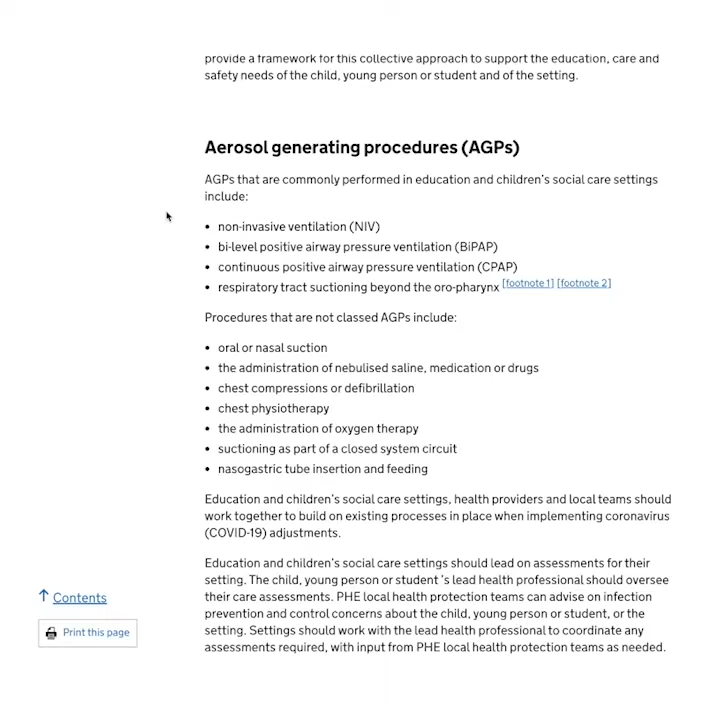 provide a framework for this collective approach to support the education, care and
safety needs of the child, young person or student and of the setting.
Aerosol generating procedures (AGPs)
AGPs that are commonly performed in education and children's social care settings
include:
• non-invasive ventilation (NIV)
• bi-level positive airway pressure ventilation (BiPAP)
• continuous positive airway pressure ventilation (CPAP)
• respiratory tract suctioning beyond the oro-pharynx [footnote 1] [footnote 2]
Procedures that are not classed AGPs include:
• oral or nasal suction
• the administration of nebulised saline, medication or drugs
• chest compressions or defibrillation
• chest physiotherapy
• the administration of oxygen therapy
• suctioning as part of a closed system circuit
• nasogastric tube insertion and feeding
Education and children's social care settings, health providers and local teams should
work together to build on existing processes in place when implementing coronavirus
(COVID-19) adjustments.
Education and children's social care settings should lead on assessments for their
setting. The child, young person or student 's lead health professional should oversee
their care assessments. PHE local health protection teams can advise on infection
prevention and control concerns about the child, young person or student, or the
setting. Settings should work with the lead health professional to coordinate any
assessments required, with input from PHE local health protection teams as needed.
↑ Contents
Print this page